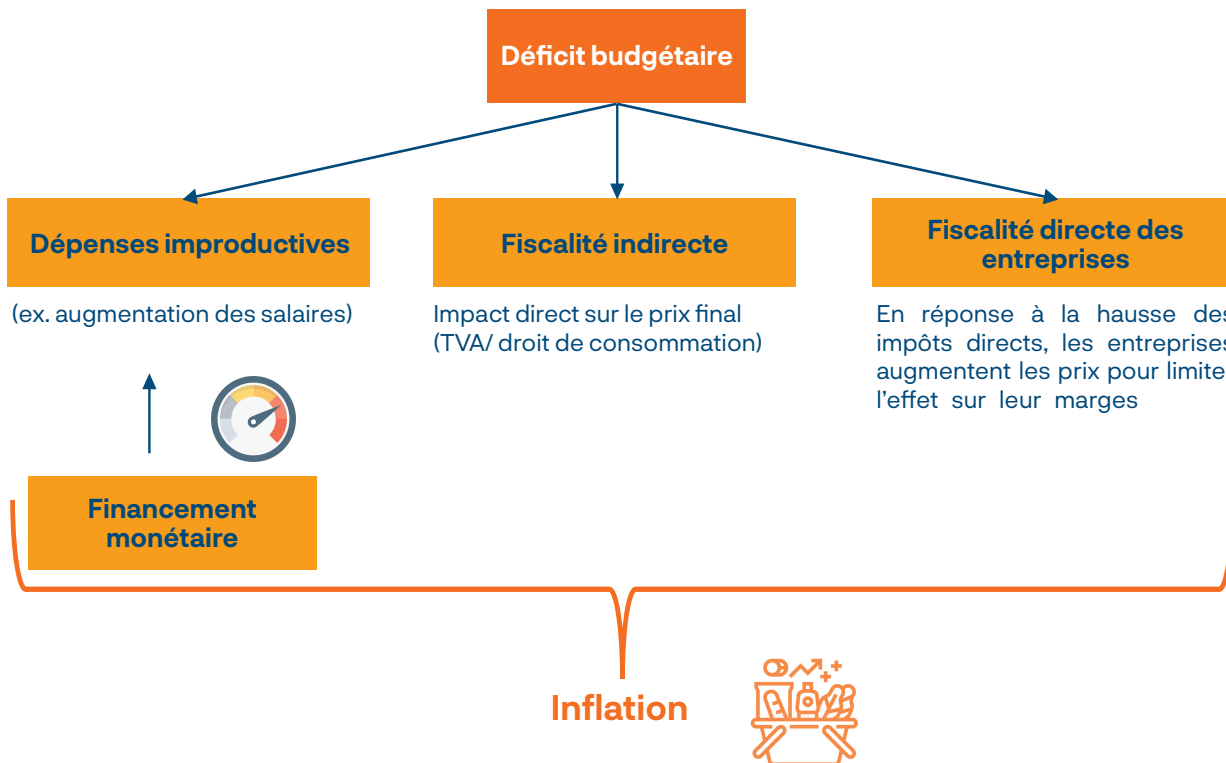 Déficit budgétaire
Dépenses improductives
(ex. augmentation des salaires)
Financement
monétaire
Fiscalité indirecte
Impact direct sur le prix final
(TVA/ droit de consommation)
Fiscalité directe des
entreprises
En réponse à la hausse des
impôts directs, les entreprises
augmentent les prix pour limite
l'effet sur leur marges
Inflation